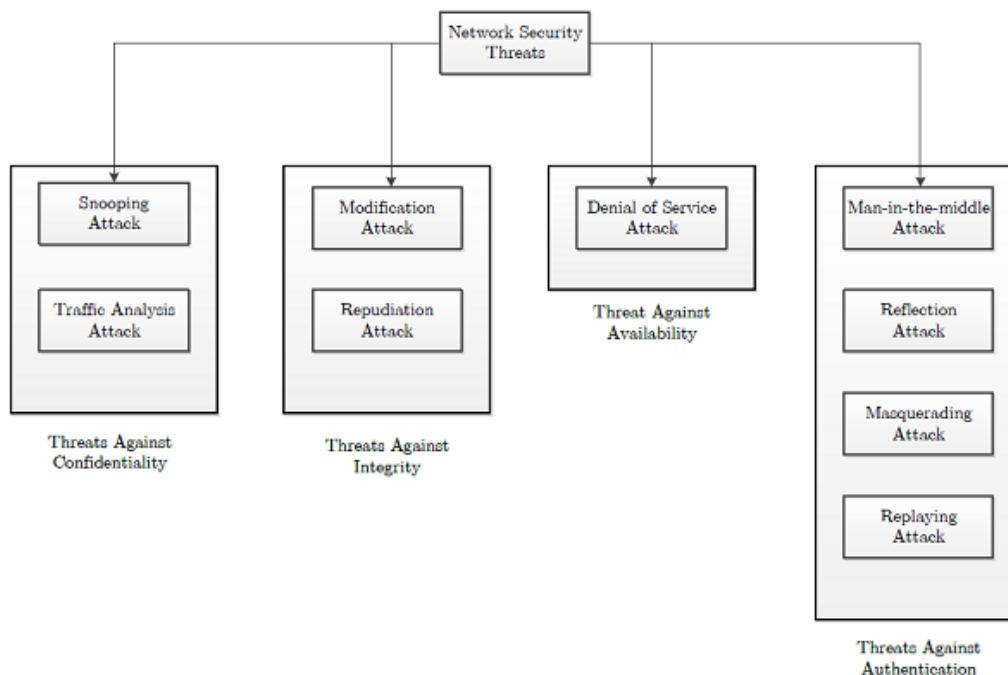 Network Security
Threats
Snooping
Attack
Traffic Analysis
Attack
Threats Against
Confidentiality
Modification
Attack
Repudiation
Attack
Threats Against
Integrity
Denial of Service
Attack
Threat Against
Availability
Man-in-the-middle
Attack
Reflection
Attack
Masquerading
Attack
Replaying
Attack
Threats Against
Authentication